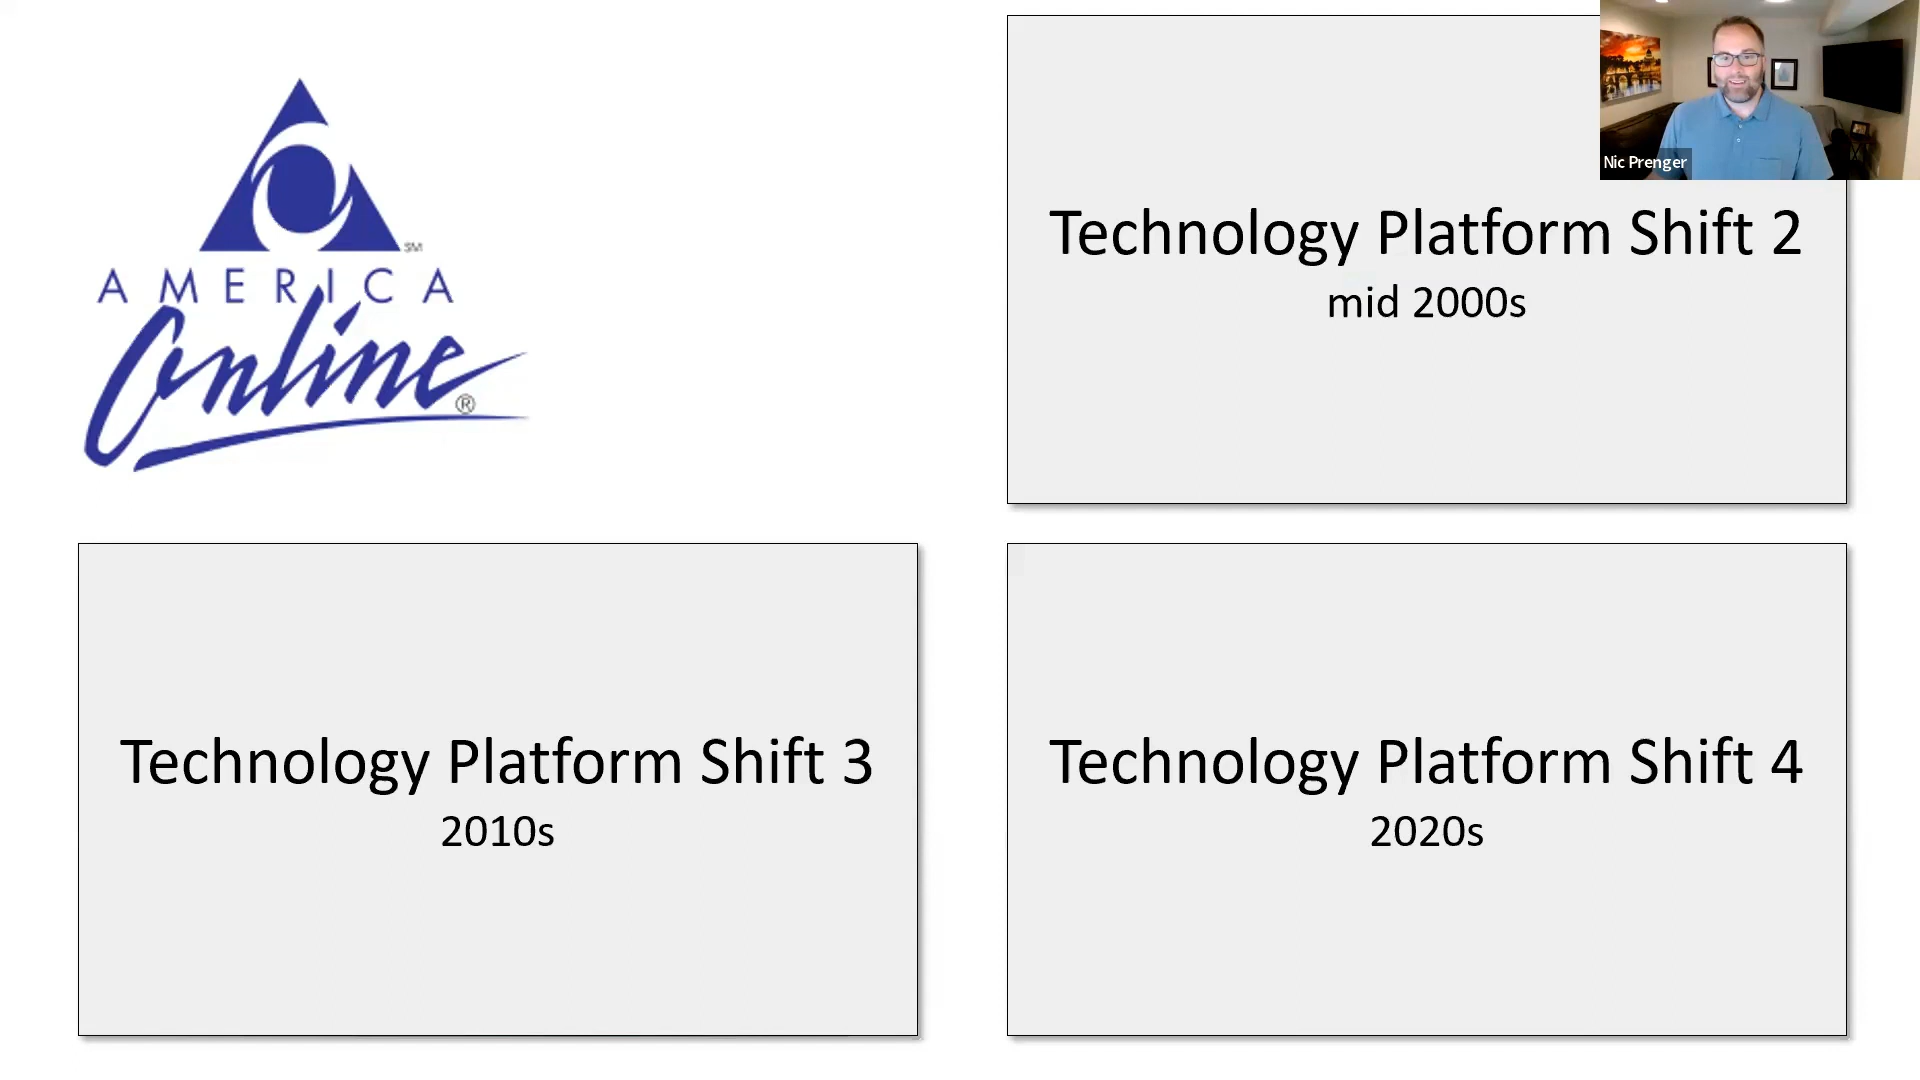 AMERICA
Online
SM
®
Technology Platform Shift 2
mid 2000s
Nic Prenger
Technology Platform Shift 3
2010s
Technology Platform Shift 4
2020s